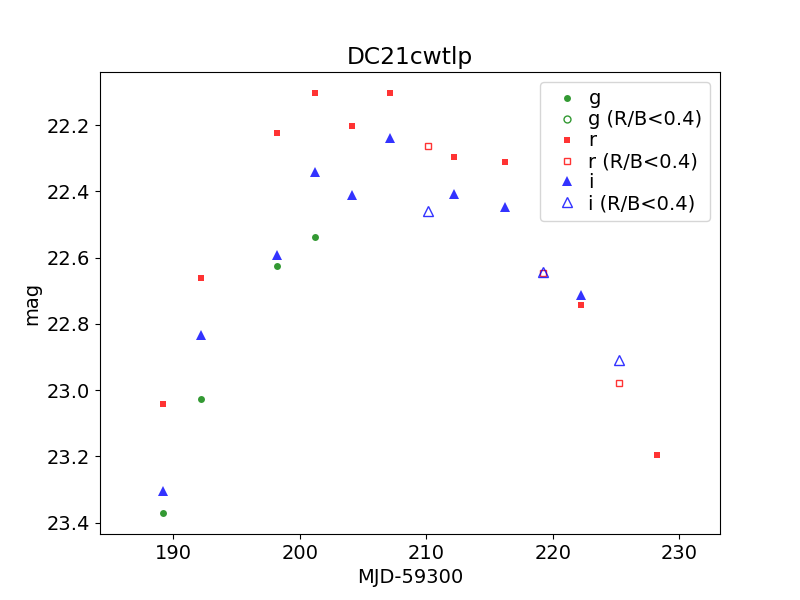 DC21cwtlp
g
g (R/B<0.4)
r
r (R/B<0.4)
i
i (R/B<0.4)
mag
22.2
22.4
22.6
22.8
23.0
23.2
23.4
190
200
210
220
230
MJD-59300